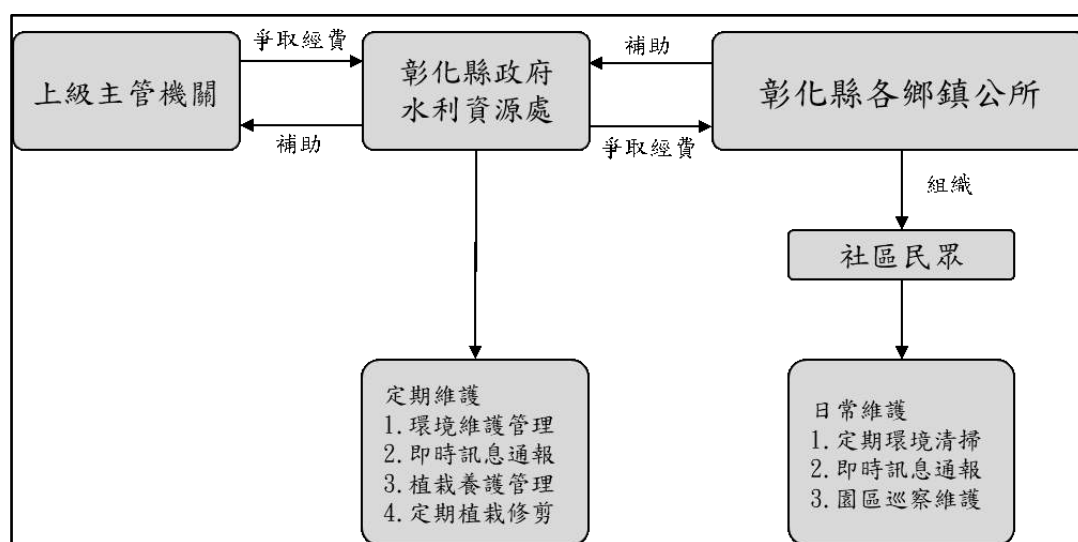 爭取經費
補助
上級主管機關
彰化縣政府
水利資源處
彰化縣各鄉鎮公所
補助
爭取經費
組織
社區民眾
定期維護
1.環境維護管理
2.即時訊息通報
3.植栽養護管理
4.定期植栽修剪
日常維護
1.定期環境清掃
2.即時訊息通報
3.園區巡察維護